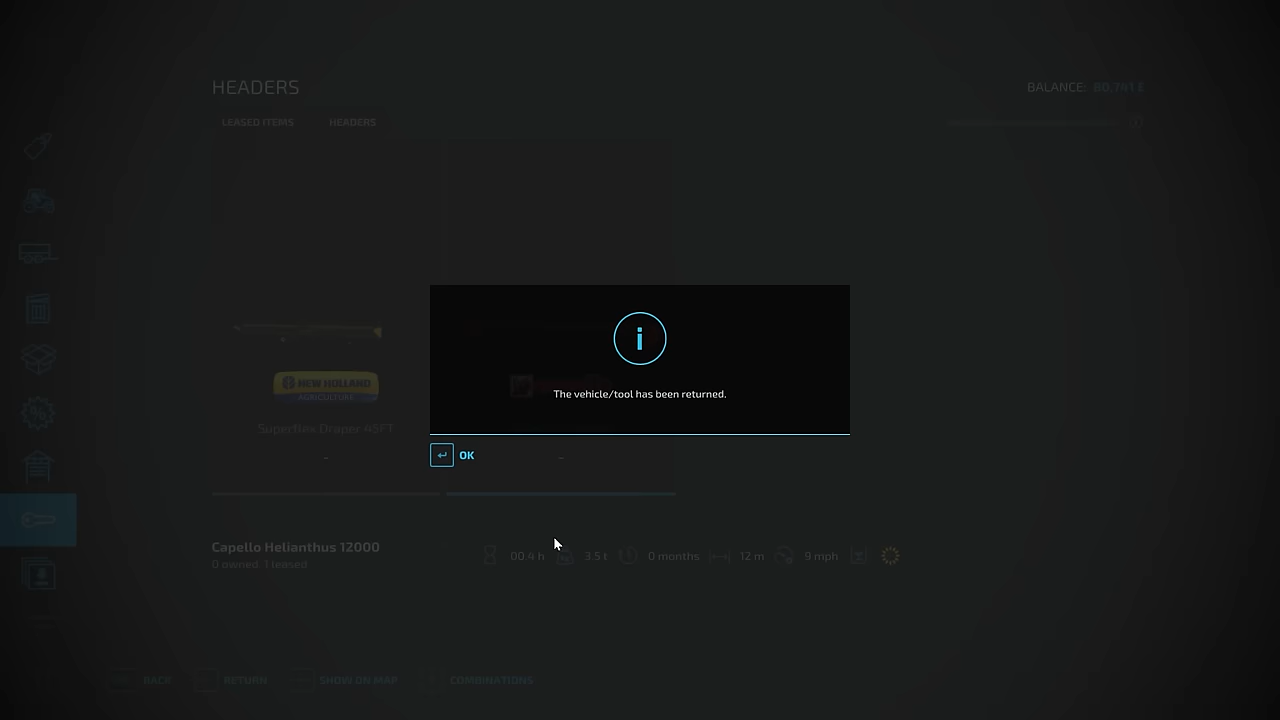 HEADERS
BALANCE: 80,741 £
LEASED ITEMS HEADERS
NEW HOLLAND
AGRICULTURE
Superflex Draper 45FT
The vehicle/tool has been returned.
OK
Capello Helianthus 12000
0 owned, 1 leased
00:4 h 3.5 t 0 months 12 m 9 mph
BACK RETURN SHOW ON MAP COMBINATIONS